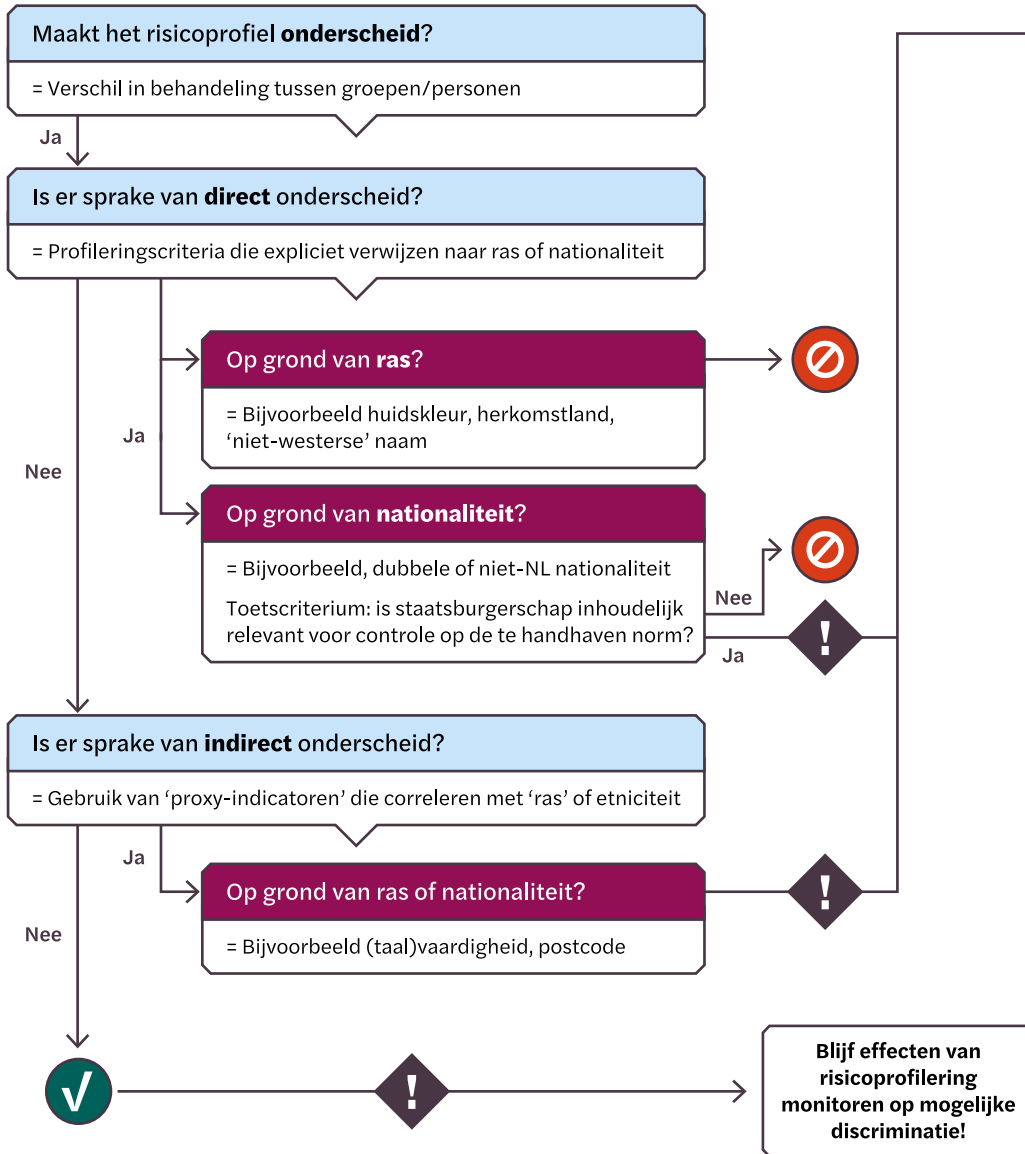 Maakt het risicoprofiel onderscheid?
= Verschil in behandeling tussen groepen/personen
Ja
Is er sprake van direct onderscheid?
= Profileringscriteria die expliciet verwijzen naar ras of nationaliteit
Op grond van ras?
= Bijvoorbeeld huidskleur, herkomstland,
‘niet-westerse’ naam
Ja
Nee
Op grond van nationaliteit?
= Bijvoorbeeld, dubbele of niet-NL nationaliteit
Toetscriterium: is staatsburgerschap inhoudelijk
relevant voor controle op de te handhaven norm?
Nee
Ja
Is er sprake van indirect onderscheid?
= Gebruik van ‘proxy-indicatoren’ die correleren met ‘ras’ of etniciteit
Ja
Op grond van ras of nationaliteit?
= Bijvoorbeeld (taal)vaardigheid, postcode
Nee
Blijf effecten van
risicoprofilering
monitoren op mogelijke
discriminatie!